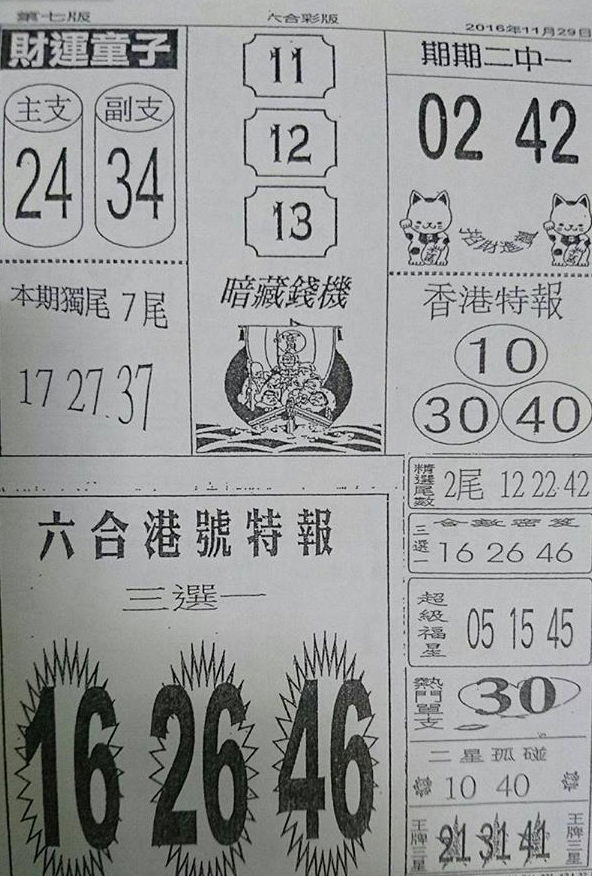 第七版
六合彩版
2016年11月29日
財運童子
主支 副支
24 34
11
12
13
期期二中一
02 42
本期獨尾 7尾
17 27 37
暗藏錢機
寶
香港特報
10
30 40
六合港號特報
三選一
16 26 46
精選尾數 2尾 12 22 42
三選一
16 26 46
超級福星 05 15 45
熱門單支 30
二星孤碰
10 40
王牌三星 21 31 41 王牌三星